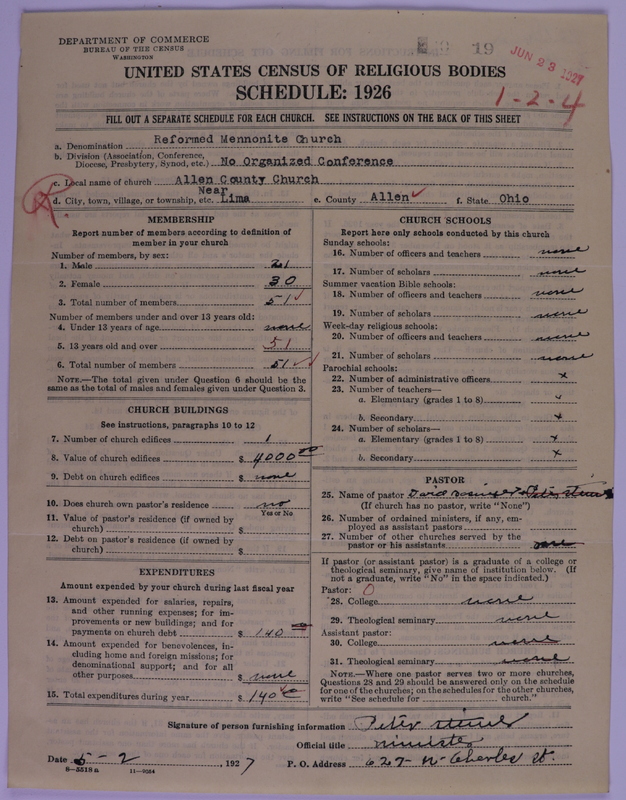 DEPARTMENT OF COMMERCE
BUREAU OF THE CENSUS
WASHINGTON
19
JUN 23 1927
UNITED STATES CENSUS OF RELIGIOUS BODIES
SCHEDULE: 1926
1-2-4
FILL OUT A SEPARATE SCHEDULE FOR EACH CHURCH. SEE INSTRUCTIONS ON THE BACK OF THIS SHEET
a. Denomination Reformed Mennonite Church
b. Division (Association, Conference, Diocese, Presbytery, Synod, etc.) No Organized Conference
c. Local name of church Allen County Church
d. City, town, village, or township, etc. Near Lima e. County Allen f. State Ohio
MEMBERSHIP
Report number of members according to definition of
member in your church
Number of members, by sex:
1. Male 21
2. Female 30
3. Total number of members 51
Number of members under and over 13 years old:
4. Under 13 years of age none
5. 13 years old and over 51
6. Total number of members 51
NOTE.—The total given under Question 6 should be the
same as the total of males and females given under Question 3.
CHURCH BUILDINGS
See instructions, paragraphs 10 to 12
7. Number of church edifices 1
8. Value of church edifices $ 4000 00
9. Debt on church edifices $ none
10. Does church own pastor's residence no
Yes or No
11. Value of pastor's residence (if owned by
church) $
12. Debt on pastor's residence (if owned by
church) $
EXPENDITURES
Amount expended by your church during last fiscal year
13. Amount expended for salaries, repairs,
and other running expenses; for im-
provements or new buildings; and for
payments on church debt $ 140
14. Amount expended for benevolences, in-
cluding home and foreign missions; for
denominational support; and for all
other purposes $ none
15. Total expenditures during year $ 140
CHURCH SCHOOLS
Report here only schools conducted by this church
Sunday schools:
16. Number of officers and teachers none
17. Number of scholars none
Summer vacation Bible schools:
18. Number of officers and teachers none
19. Number of scholars none
Week-day religious schools:
20. Number of officers and teachers none
21. Number of scholars none
Parochial schools:
22. Number of administrative officers x
23. Number of teachers—
a. Elementary (grades 1 to 8) x
b. Secondary x
24. Number of scholars—
a. Elementary (grades 1 to 8) x
b. Secondary x
PASTOR
25. Name of pastor David
(If church has no pastor, write "None")
26. Number of ordained ministers, if any, em-
ployed as assistant pastors
27. Number of other churches served by the
pastor or his assistants none
If pastor (or assistant pastor) is a graduate of a college or
theological seminary, give name of institution below. (If
not a graduate, write "No" in the space indicated.)
Pastor: 0
28. College none
29. Theological seminary none
Assistant pastor:
30. College none
31. Theological seminary none
NOTE.—Where one pastor serves two or more churches,
Questions 28 and 29 should be answered only on the schedule
for one of the churches; on the schedules for the other churches,
write "See schedule for church."
Signature of person furnishing information Peter
Official title minister
Date 5-2, 1927 P. O. Address 627 N Charles St.
8-5518a 11-9054